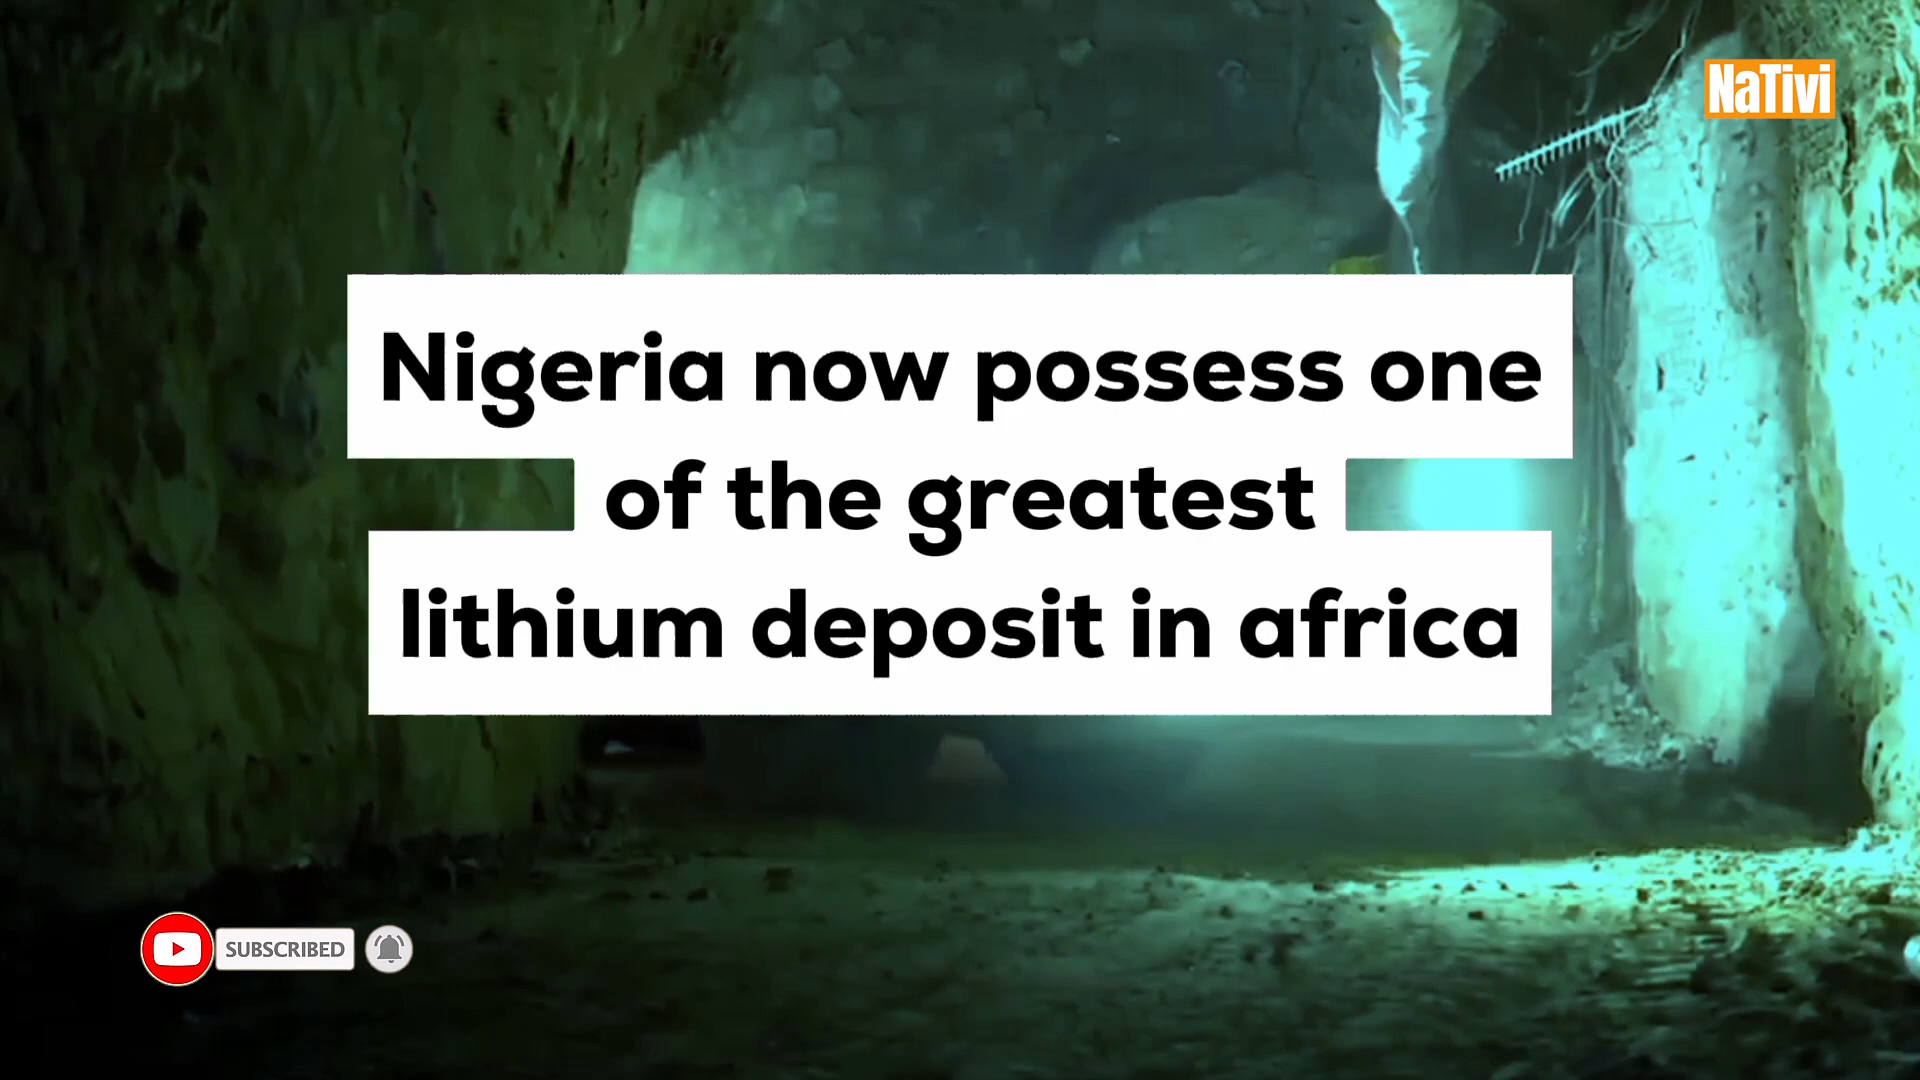 NaTivi
Nigeria now possess one
of the greatest
lithium deposit in africa
SUBSCRIBED